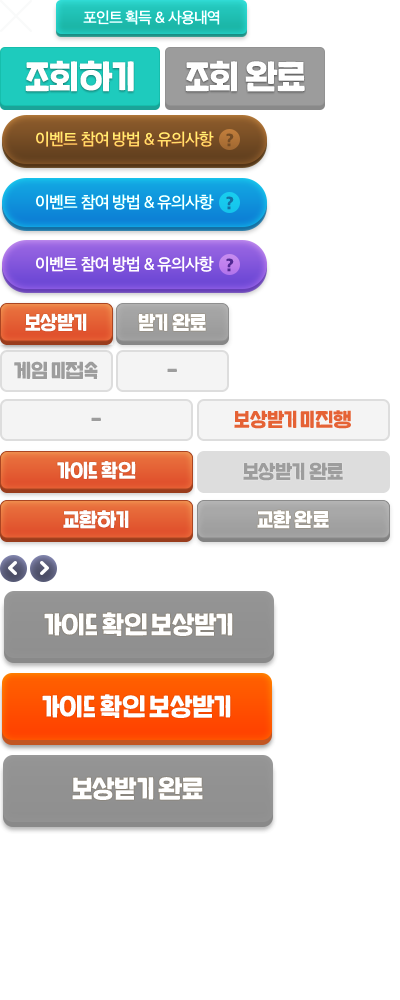 포인트 획득 & 사용내역
조회하기 조회 완료
이벤트 참여 방법 & 유의사항 ?
이벤트 참여 방법 & 유의사항 ?
이벤트 참여 방법 & 유의사항 ?
보상받기 받기 완료
게임 미접속 -
- 보상받기 미진행
가이드 확인 보상받기 완료
교환하기 교환 완료
가이드 확인 보상받기
가이드 확인 보상받기
보상받기 완료